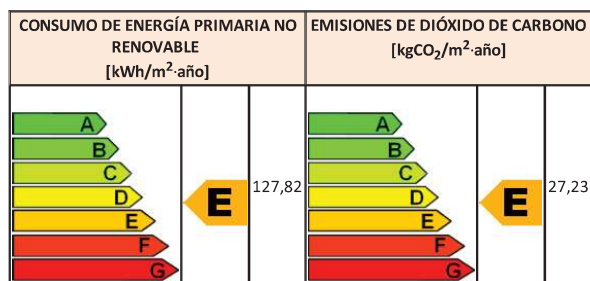 CONSUMO DE ENERGÍA PRIMARIA NO
RENOVABLE
[kWh/m²·año]
EMISIONES DE DIÓXIDO DE CARBONO
[kgCO₂/m²·año]
A
B
C
D
E
F
G
E
127,82
A
B
C
D
E
F
G
E
27,23